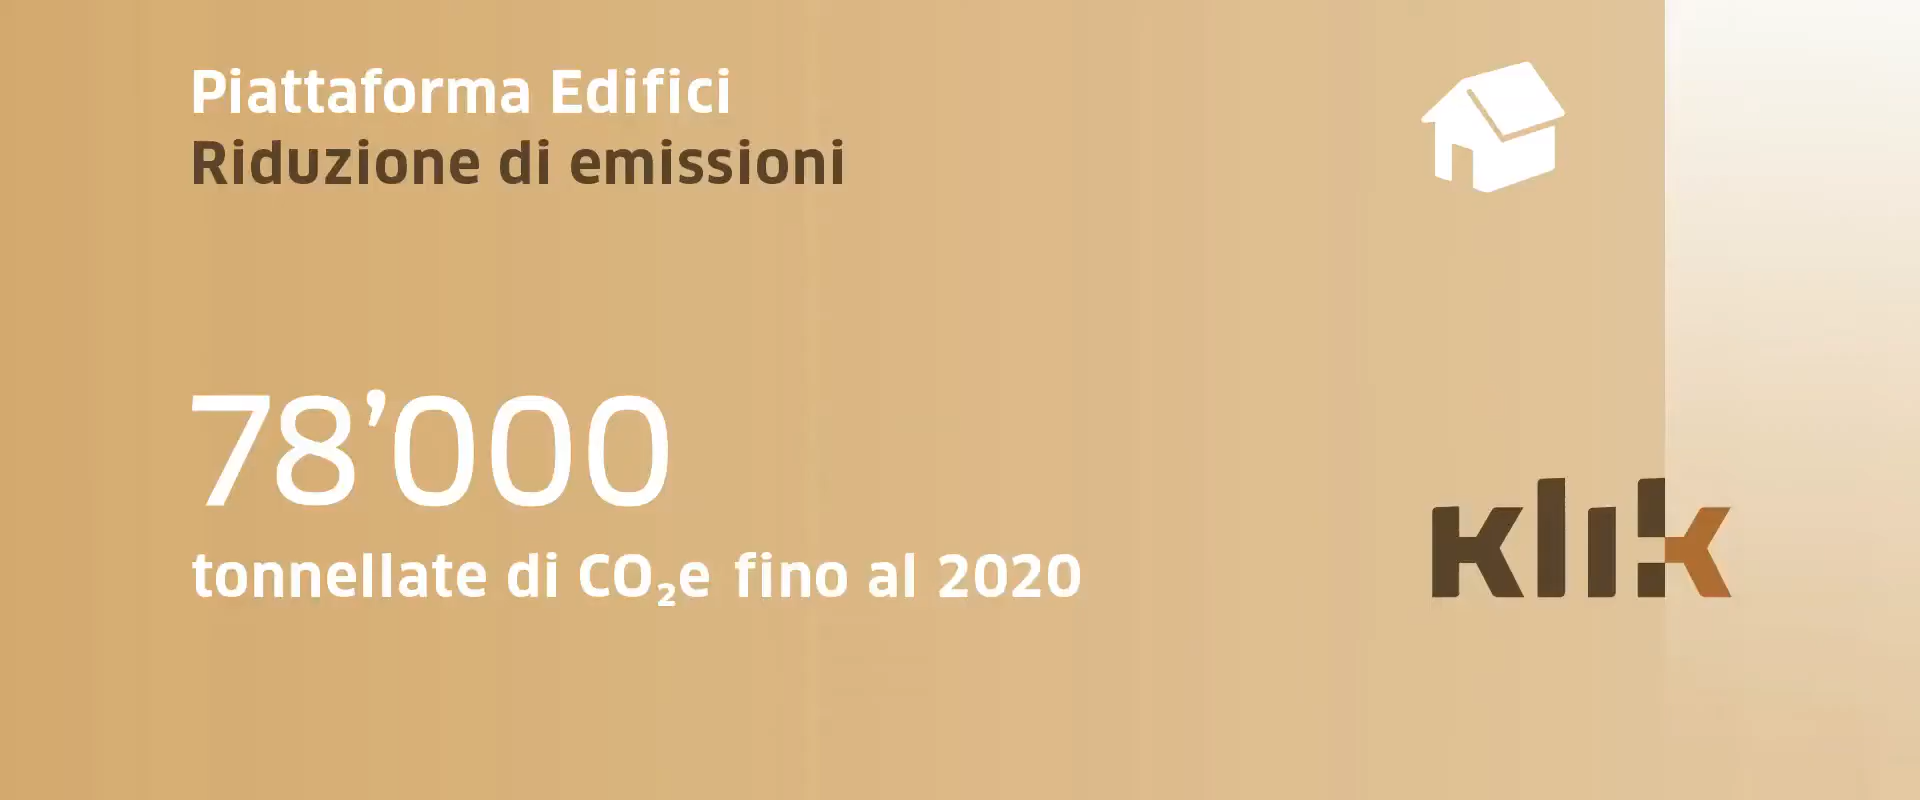 Piattaforma Edifici
Riduzione di emissioni
78’000
tonnellate di CO₂e fino al 2020
klik